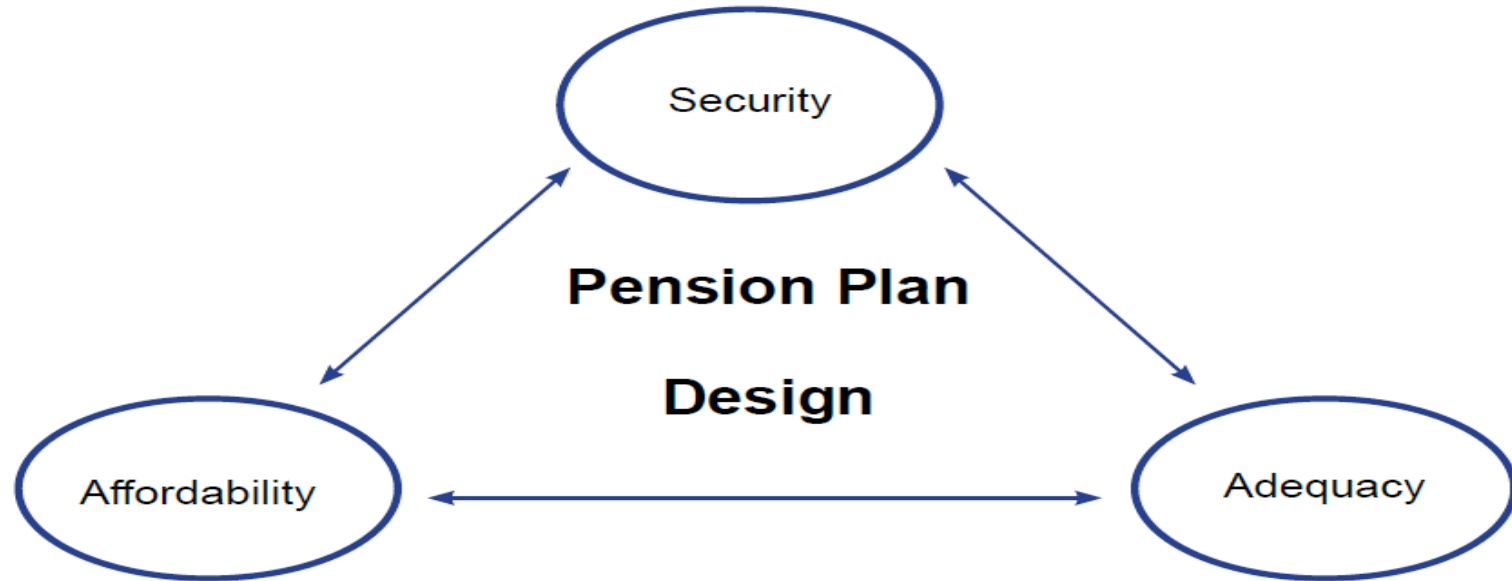 Security
Pension Plan
Design
Affordability
Adequacy